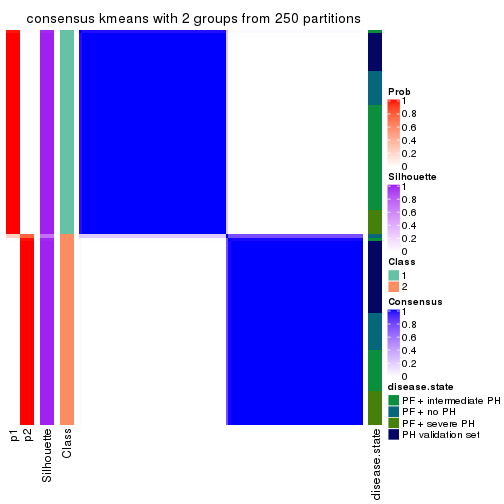 consensus kmeans with 2 groups from 250 partitions
Prob
1
0.8
0.6
0.4
0.2
0
Silhouette
1
0.8
0.6
0.4
0.2
0
Class
1
2
Consensus
1
0.8
0.6
0.4
0.2
0
disease.state
PF + intermediate PH
PF + no PH
PF + severe PH
PH validation set
p1
p2
Silhouette
Class
disease.state